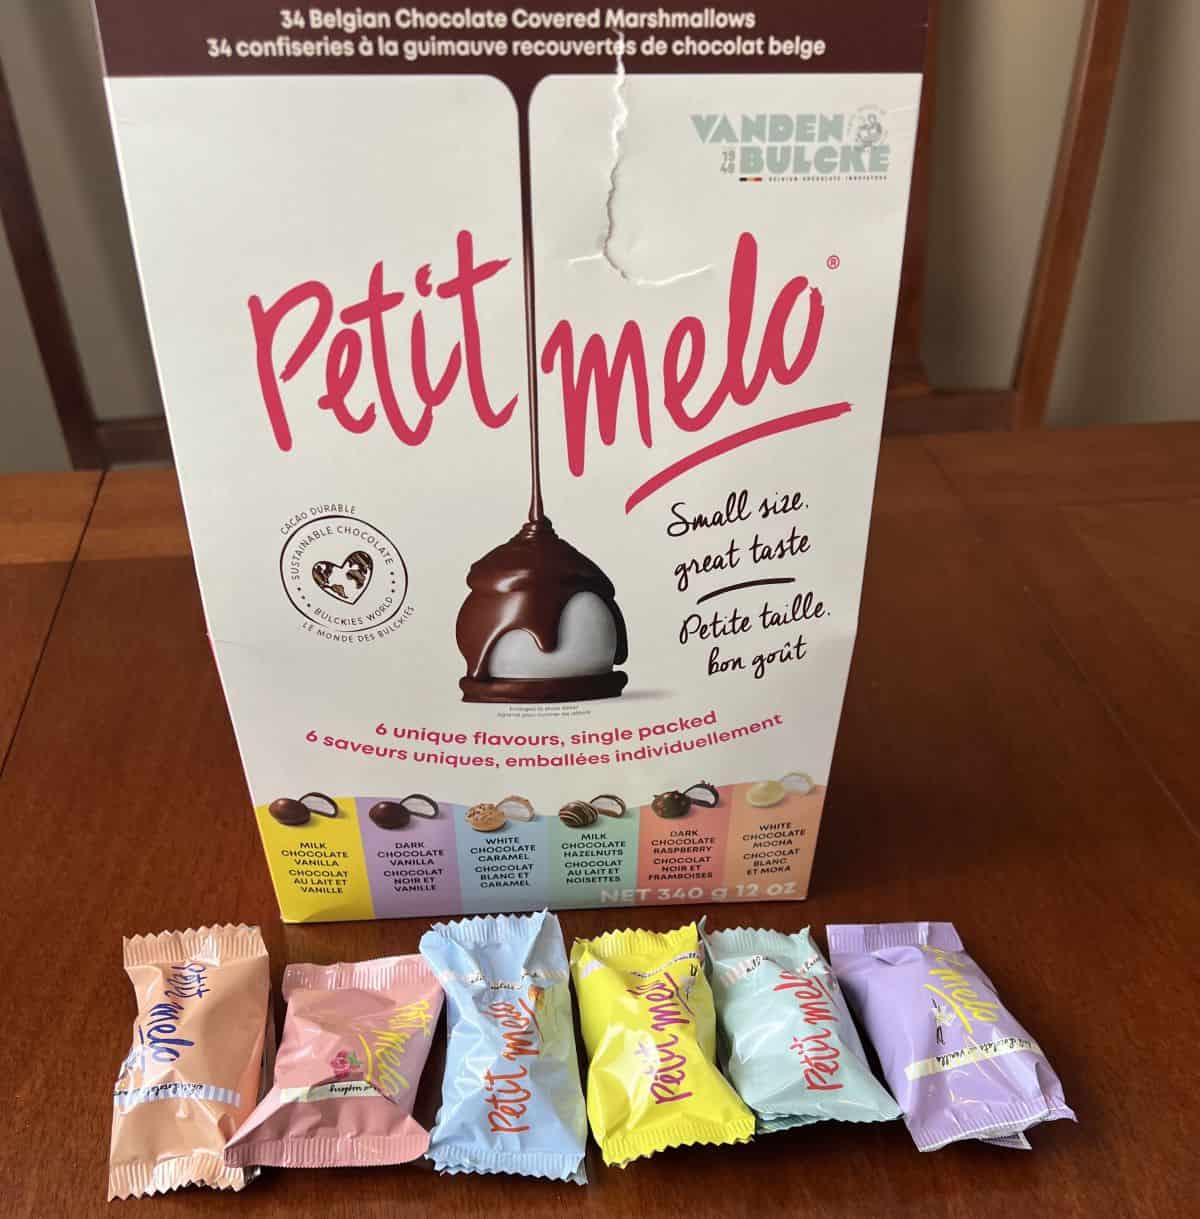 34 Belgian Chocolate Covered Marshmallows
34 confiseries à la guimauve recouvertes de chocolat belge
VANDEN
19 48 BULCKE
BELGIAN CHOCOLATE INNOVATORS
Petit melo®
Small size,
great taste
Petite taille,
bon goût
CACAO DURABLE
SUSTAINABLE CHOCOLATE
BULCKIES WORLD
LE MONDE DES BULCKIES
6 unique flavours, single packed
6 saveurs uniques, emballées individuellement
MILK
CHOCOLATE
VANILLA
CHOCOLAT
AU LAIT ET
VANILLE
DARK
CHOCOLATE
VANILLA
CHOCOLAT
NOIR ET
VANILLE
WHITE
CHOCOLATE
CARAMEL
CHOCOLAT
BLANC ET
CARAMEL
MILK
CHOCOLATE
HAZELNUTS
CHOCOLAT
AU LAIT ET
NOISETTES
DARK
CHOCOLATE
RASPBERRY
CHOCOLAT
NOIR ET
FRAMBOISES
WHITE
CHOCOLATE
MOCHA
CHOCOLAT
BLANC
ET MOKA
NET 340 g 12 oz
Petit melo
Petit melo
Petit melo
Petit melo
Petit melo
melo